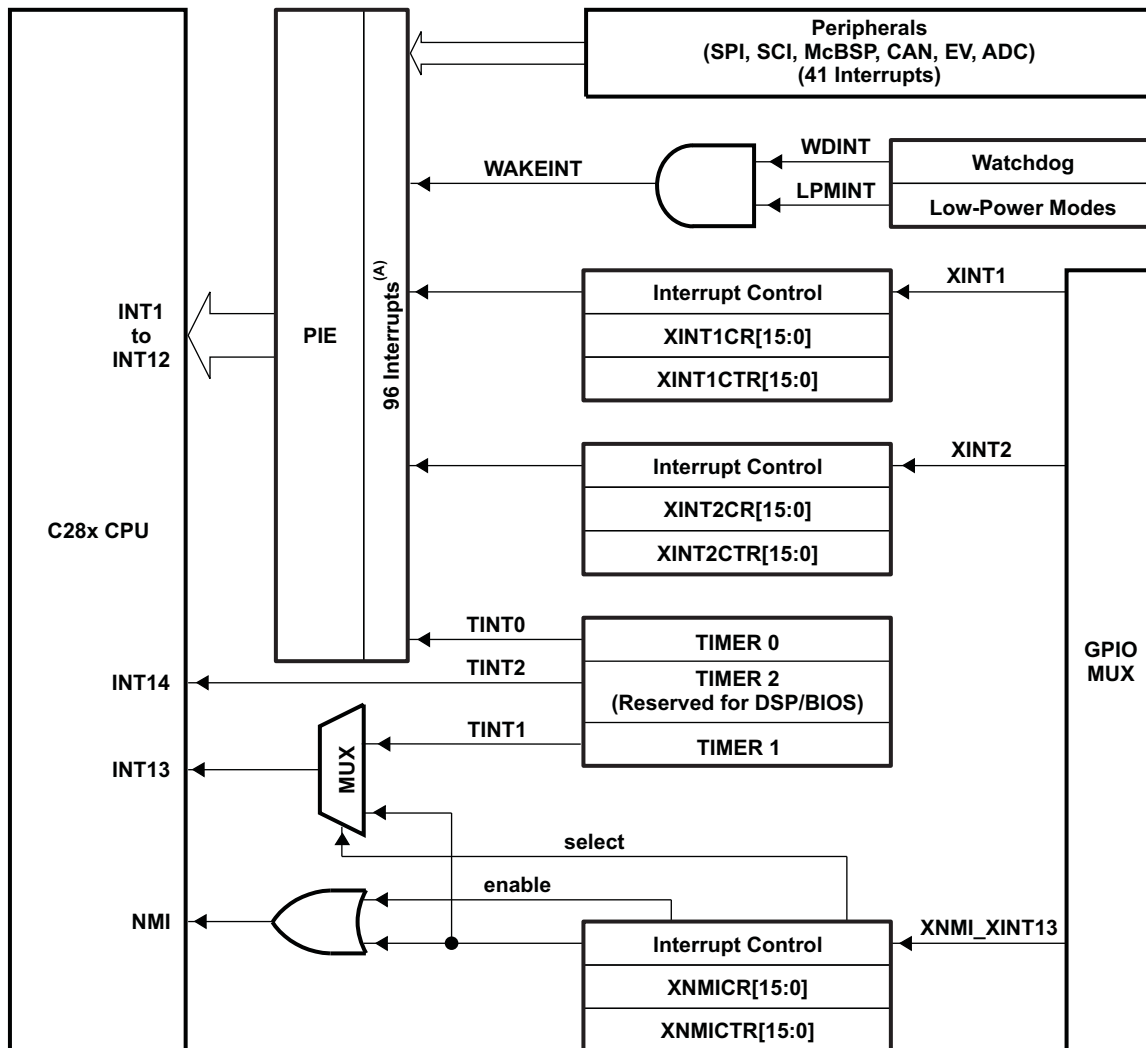 Peripherals
(SPI, SCI, McBSP, CAN, EV, ADC)
(41 Interrupts)
WDINT
Watchdog
WAKEINT
LPMINT
Low-Power Modes
96 Interrupts(A)
XINT1
Interrupt Control
INT1
to
INT12
PIE
XINT1CR[15:0]
XINT1CTR[15:0]
XINT2
Interrupt Control
XINT2CR[15:0]
C28x CPU
XINT2CTR[15:0]
TINT0
TIMER 0
GPIO
MUX
INT14
TINT2
TIMER 2
(Reserved for DSP/BIOS)
TINT1
TIMER 1
INT13
MUX
select
enable
NMI
Interrupt Control
XNMI_XINT13
XNMICR[15:0]
XNMICTR[15:0]